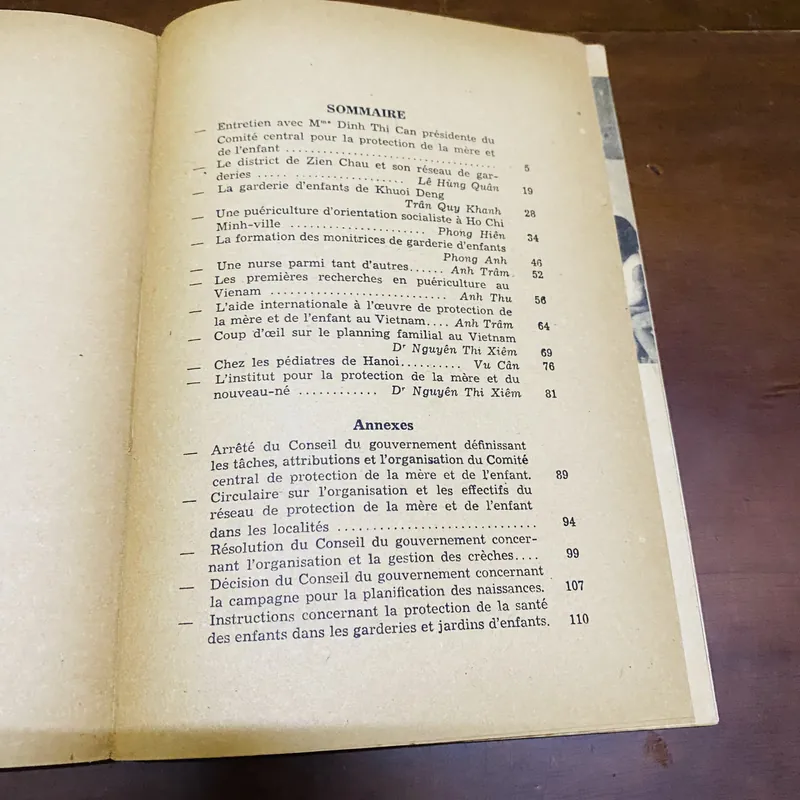 SOMMAIRE
— Entretien avec Mme Dinh Thi Can présidente du
Comité central pour la protection de la mère et
de l'enfant .................................. 5
— Le district de Zien Chau et son réseau de gar-
deries ..... .................. Lê Hùng Quân 19
— La garderie d'enfants de Khuoi Deng
Trân Quy Khanh 28
— Une puériculture d'orientation socialiste à Ho Chi
Minh-ville ..................... Phong Hiên 34
— La formation des monitrices de garderie d'enfants
Phong Anh 46
— Une nurse parmi tant d'autres...... Anh Trâm 52
— Les premières recherches en puériculture au
Vienam ........................... Anh Thu 56
— L'aide internationale à l'œuvre de protection de
la mère et de l'enfant au Vietnam.... Anh Trâm 64
— Coup d'œil sur le planning familial au Vietnam
Dr Nguyên Thi Xiêm 69
— Chez les pédiatres de Hanoi.......... Vu Cân 76
— L'institut pour la protection de la mère et du
nouveau-né ............ Dr Nguyên Thi Xiêm 81
Annexes
— Arrêté du Conseil du gouvernement définissant
les tâches, attributions et l'organisation du Comité
central de protection de la mère et de l'enfant. 89
— Circulaire sur l'organisation et les effectifs du
réseau de protection de la mère et de l'enfant
dans les localités .............................. 94
— Résolution du Conseil du gouvernement concer-
nant l'organisation et la gestion des crèches.... 99
— Décision du Conseil du gouvernement concernant
la campagne pour la planification des naissances. 107
— Instructions concernant la protection de la santé
des enfants dans les garderies et jardins d'enfants. 110